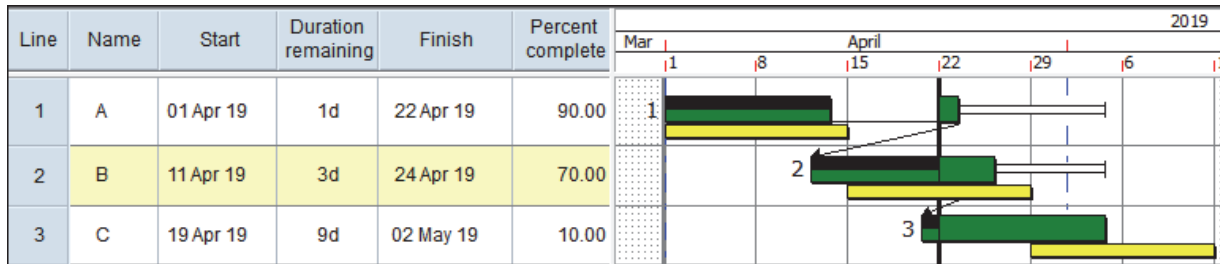 Line Name Start Duration remaining Finish Percent complete
2019
Mar April
1 8 15 22 29 6
1 A 01 Apr 19 1d 22 Apr 19 90.00 1
2 B 11 Apr 19 3d 24 Apr 19 70.00 2
3 C 19 Apr 19 9d 02 May 19 10.00 3